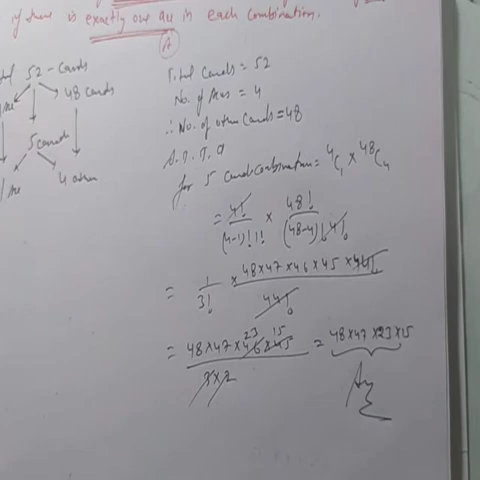 if there is exactly one ace in each combination.
A
52 - Cards
48 Cards
5 cards
4 other
Total Cards = 52
No. of Aces = 4
∴ No. of other Cards = 48
A.T.T.Q
for 5 Card combination = ⁴C₁ × ⁴⁸C₄
= 4! / (4-1)! 1! × 48! / (48-4)! 4!
= 1 / 3! × 48×47×46×45×44! / 44!
= 48×47×46×45 / 3×2 23 15 = 48×47×23×15
Ans